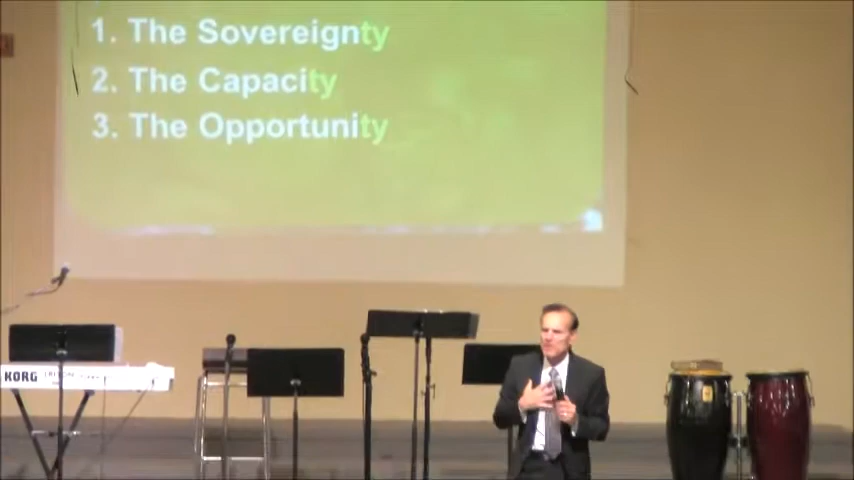 1. The Sovereignty
2. The Capacity
3. The Opportunity
KORG